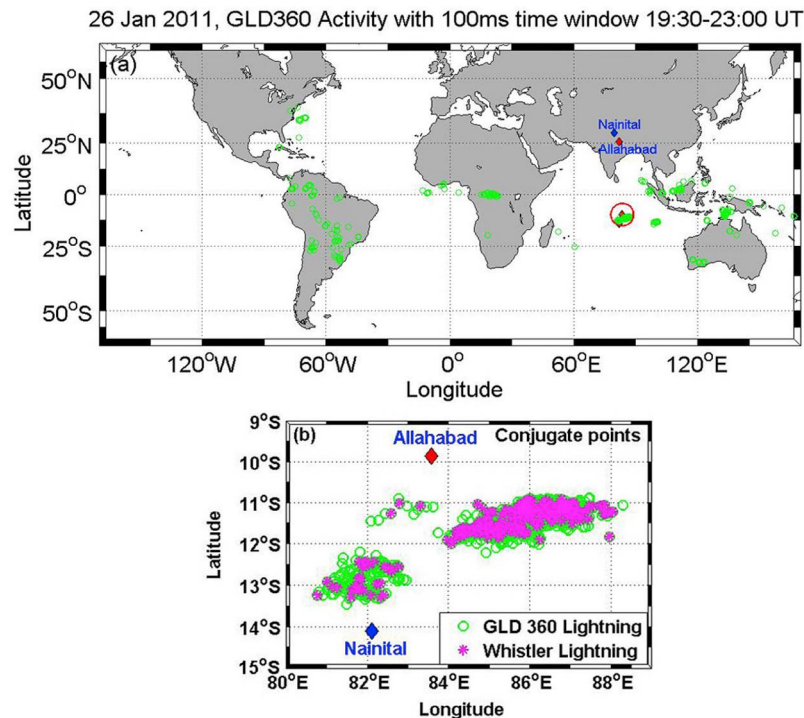 26 Jan 2011, GLD360 Activity with 100ms time window 19:30-23:00 UT
(a)
50°N
25°N
0°
25°S
50°S
Latitude
Nainital
Allahabad
120°W
60°W
0°
60°E
120°E
Longitude
9°S
10°S
11°S
12°S
13°S
14°S
15°S
Latitude
(b)
Allahabad
Conjugate points
Nainital
GLD 360 Lightning
Whistler Lightning
80°E
82°E
84°E
86°E
88°E
Longitude